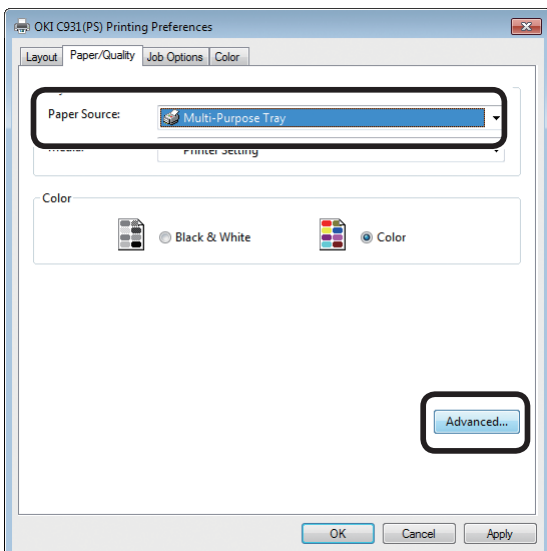 OKI C931(PS) Printing Preferences
Layout Paper/Quality Job Options Color
Paper Source: Multi-Purpose Tray
Printer Setting
Color
Black & White Color
Advanced...
OK Cancel Apply